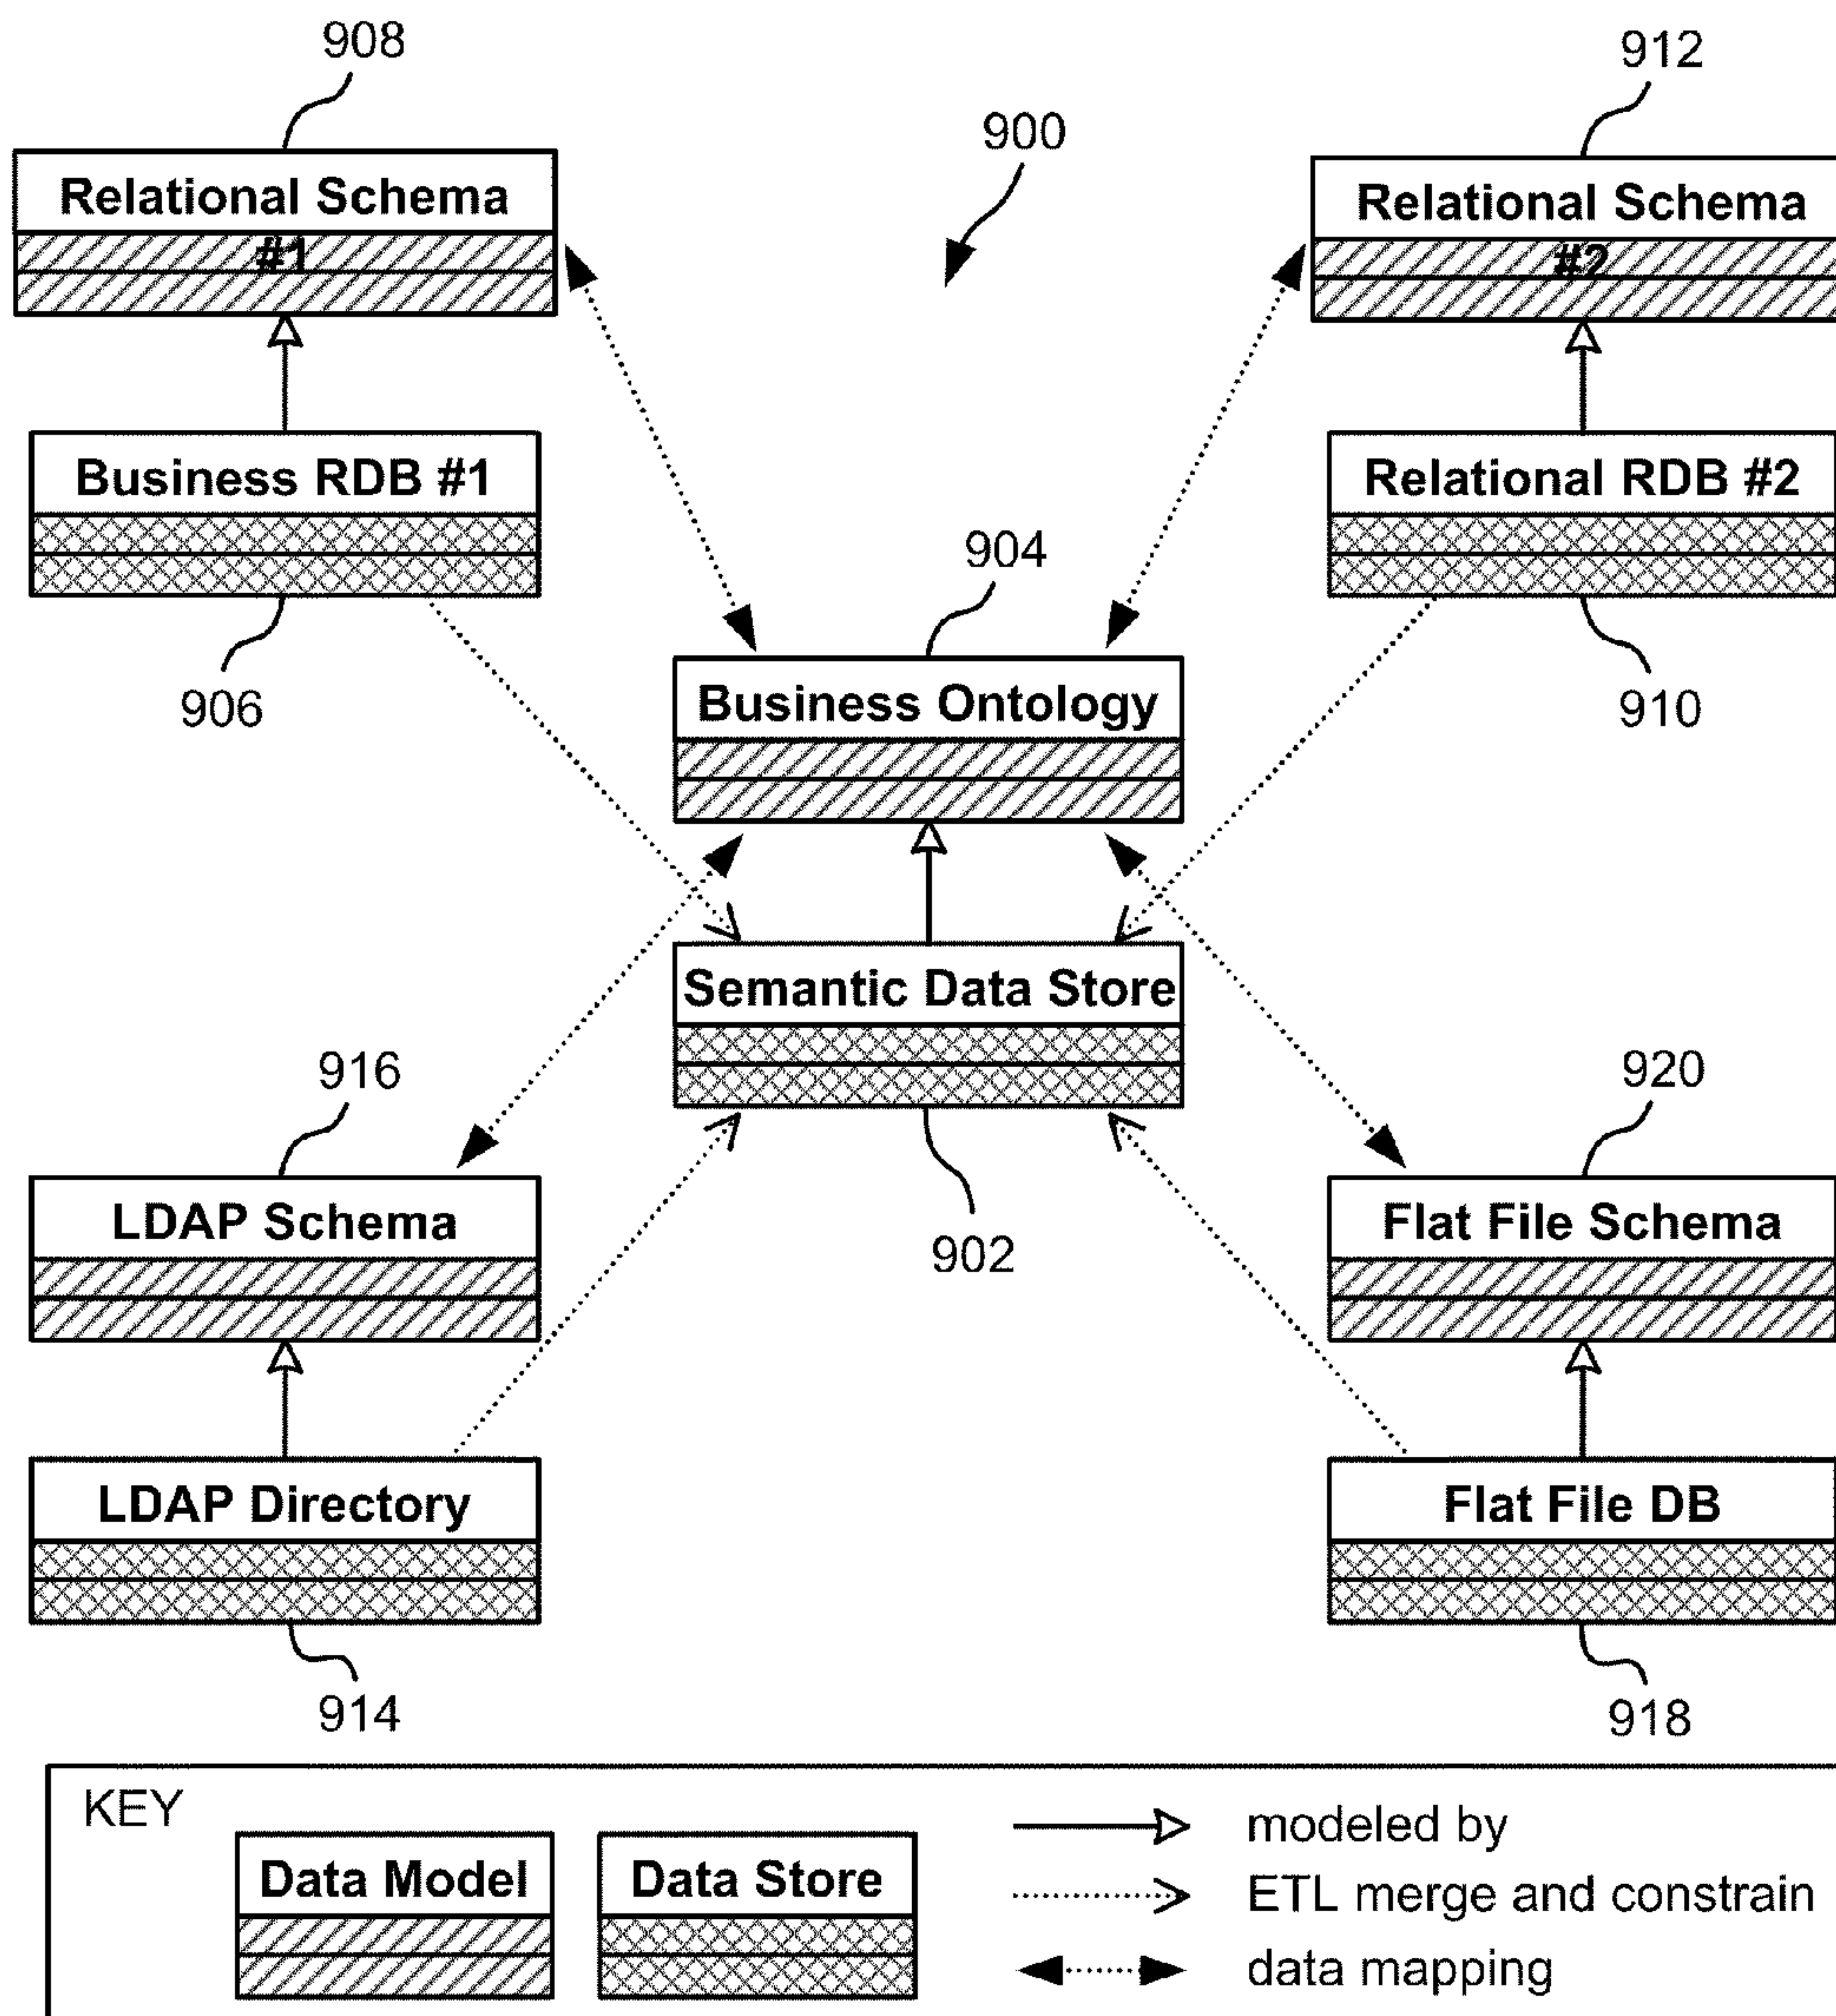 908
912
900
Relational Schema
#1
Relational Schema
#2
Business RDB #1
Relational RDB #2
904
906
910
Business Ontology
Semantic Data Store
916
920
LDAP Schema
Flat File Schema
902
LDAP Directory
Flat File DB
914
918
KEY
Data Model
Data Store
modeled by
ETL merge and constrain
data mapping